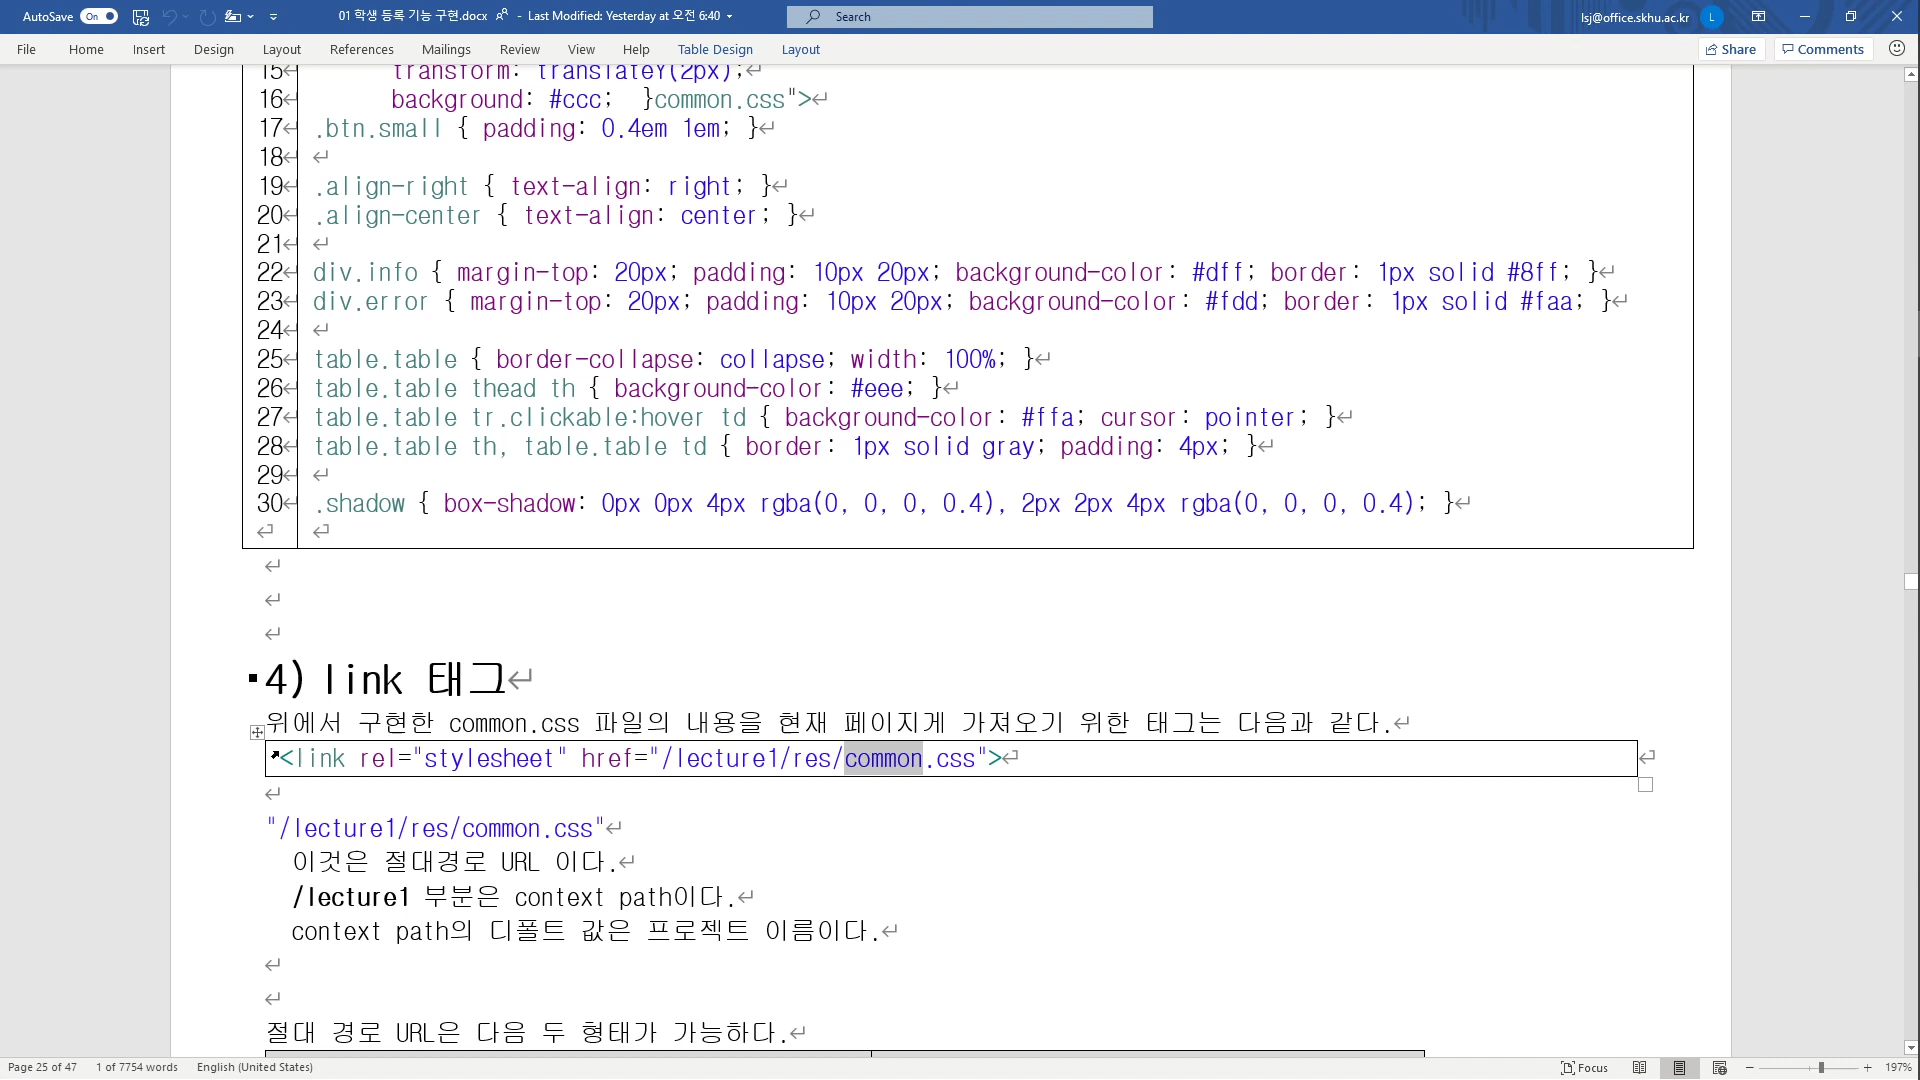 AutoSave On 01 학생 등록 기능 구현.docx - Last Modified: Yesterday at 오전 6:40 Search lsj@office.skhu.ac.kr L
File Home Insert Design Layout References Mailings Review View Help Table Design Layout Share Comments
15 transform: translateY(2px);
16 background: #ccc; }common.css">
17 .btn.small { padding: 0.4em 1em; }
18
19 .align-right { text-align: right; }
20 .align-center { text-align: center; }
21
22 div.info { margin-top: 20px; padding: 10px 20px; background-color: #dff; border: 1px solid #8ff; }
23 div.error { margin-top: 20px; padding: 10px 20px; background-color: #fdd; border: 1px solid #faa; }
24
25 table.table { border-collapse: collapse; width: 100%; }
26 table.table thead th { background-color: #eee; }
27 table.table tr.clickable:hover td { background-color: #ffa; cursor: pointer; }
28 table.table th, table.table td { border: 1px solid gray; padding: 4px; }
29
30 .shadow { box-shadow: 0px 0px 4px rgba(0, 0, 0, 0.4), 2px 2px 4px rgba(0, 0, 0, 0.4); }
4) link 태그
위에서 구현한 common.css 파일의 내용을 현재 페이지게 가져오기 위한 태그는 다음과 같다.
<link rel="stylesheet" href="/lecture1/res/common.css">
"/lecture1/res/common.css"
이것은 절대경로 URL 이다.
/lecture1 부분은 context path이다.
context path의 디폴트 값은 프로젝트 이름이다.
절대 경로 URL은 다음 두 형태가 가능하다.
Page 25 of 47 1 of 7754 words English (United States) Focus 197%